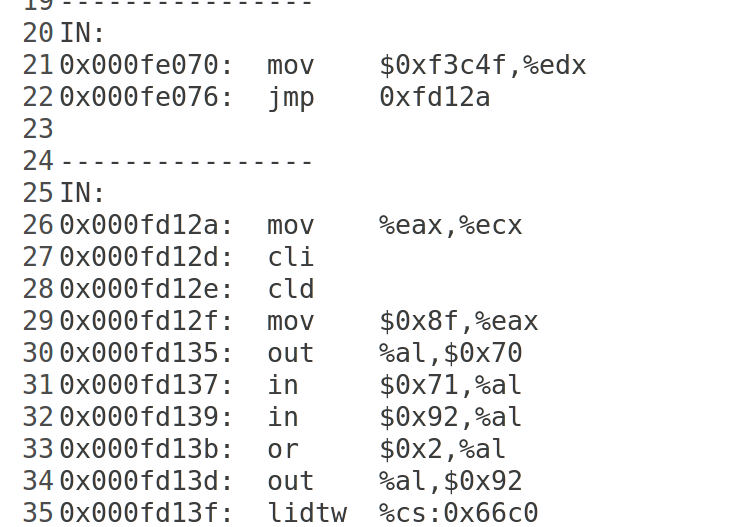 19 ----------------
20 IN:
21 0x000fe070:  mov    $0xf3c4f,%edx
22 0x000fe076:  jmp    0xfd12a
23
24 ----------------
25 IN:
26 0x000fd12a:  mov    %eax,%ecx
27 0x000fd12d:  cli
28 0x000fd12e:  cld
29 0x000fd12f:  mov    $0x8f,%eax
30 0x000fd135:  out    %al,$0x70
31 0x000fd137:  in     $0x71,%al
32 0x000fd139:  in     $0x92,%al
33 0x000fd13b:  or     $0x2,%al
34 0x000fd13d:  out    %al,$0x92
35 0x000fd13f:  lidtw  %cs:0x66c0